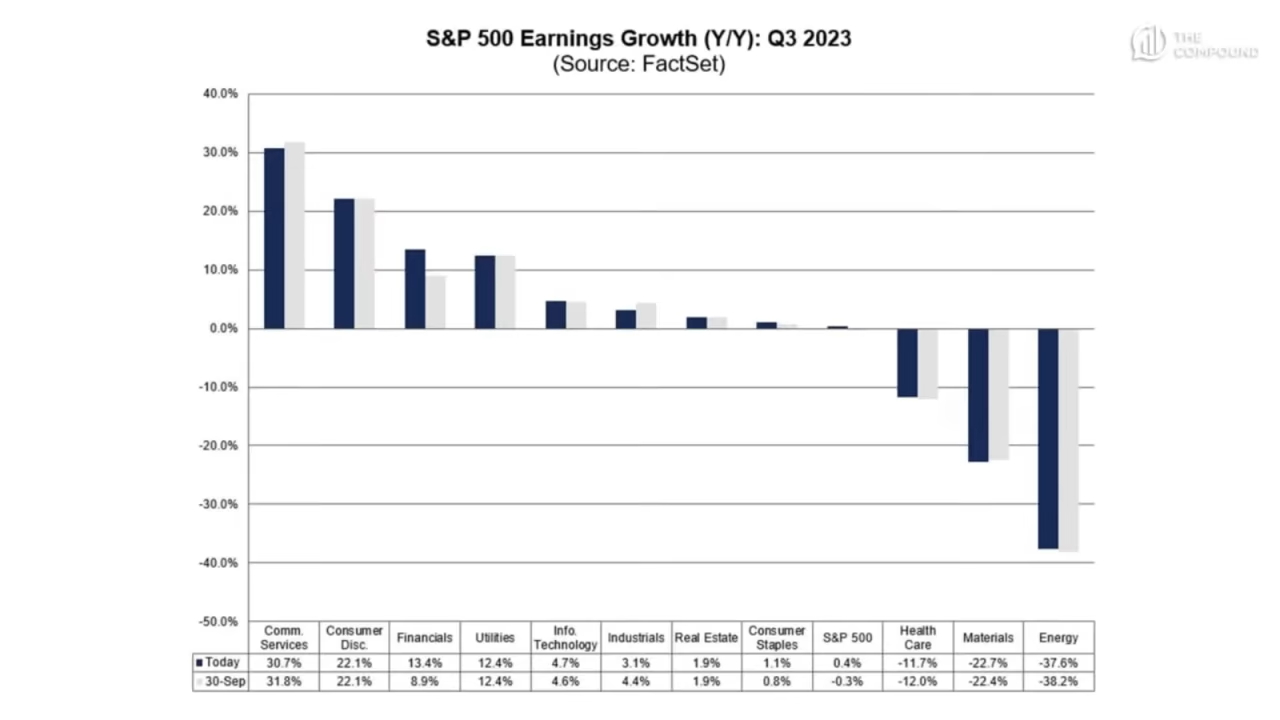 S&P 500 Earnings Growth (Y/Y): Q3 2023
(Source: FactSet)
THE
COMPOUND
40.0%
30.0%
20.0%
10.0%
0.0%
-10.0%
-20.0%
-30.0%
-40.0%
-50.0%
Comm. Services Consumer Disc. Financials Utilities Info. Technology Industrials Real Estate Consumer Staples S&P 500 Health Care Materials Energy
Today 30.7% 22.1% 13.4% 12.4% 4.7% 3.1% 1.9% 1.1% 0.4% -11.7% -22.7% -37.6%
30-Sep 31.8% 22.1% 8.9% 12.4% 4.6% 4.4% 1.9% 0.8% -0.3% -12.0% -22.4% -38.2%